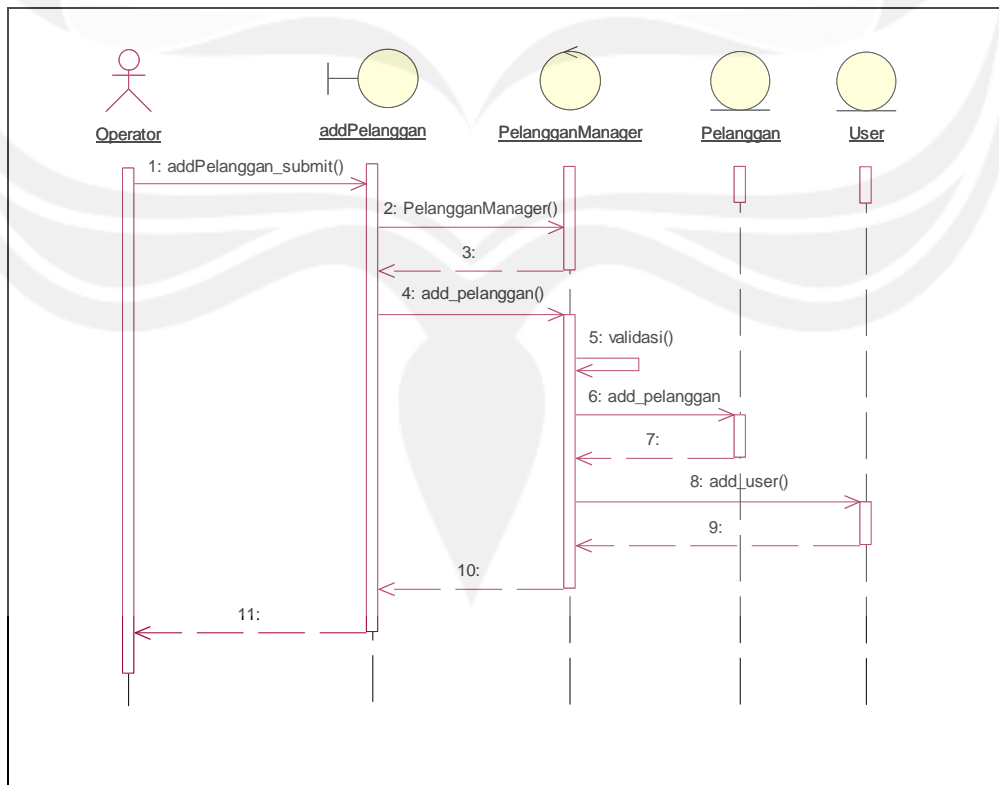 Operator
addPelanggan
PelangganManager
Pelanggan
User
1: addPelanggan_submit()
2: PelangganManager()
3:
4: add_pelanggan()
5: validasi()
6: add_pelanggan
7:
8: add_user()
9:
10:
11: